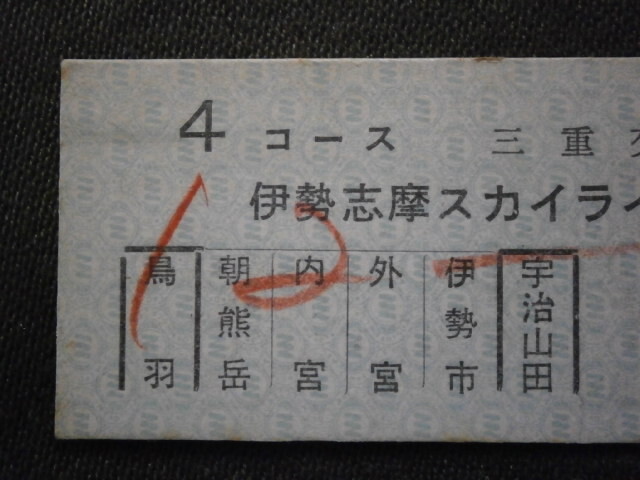 4 コース 三重
伊勢志摩スカイライ
鳥羽
朝熊岳
内宮
外宮
伊勢市
宇治山田